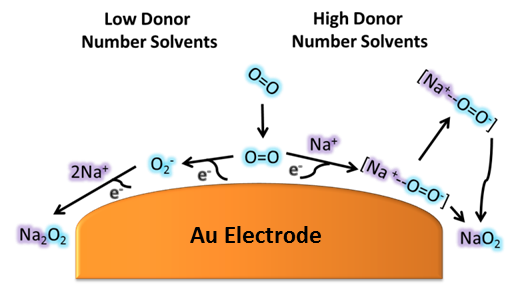 Low Donor
Number Solvents
High Donor
Number Solvents
O=O
[Na⁺--O=O⁻]
O=O
Na⁺
e⁻
O₂⁻
e⁻
2Na⁺
e⁻
[Na⁺--O=O⁻]
Na₂O₂
NaO₂
Au Electrode